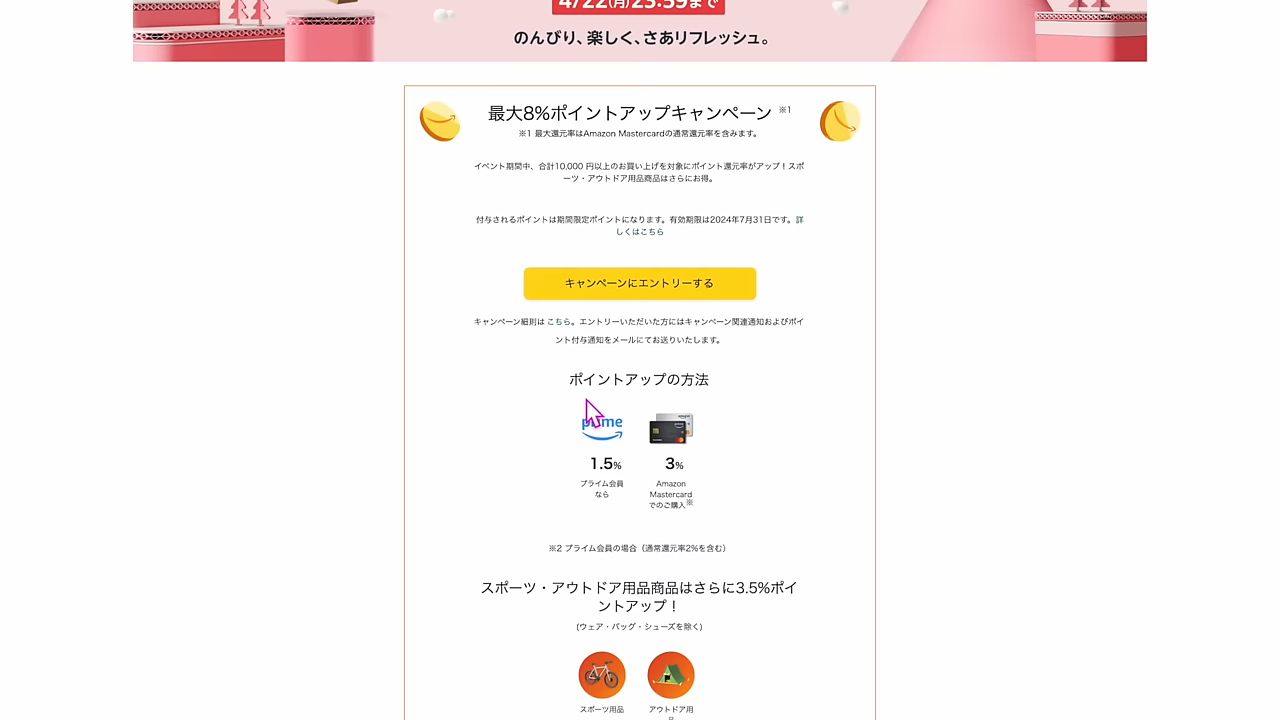 4/22(月)23:59まで
のんびり、楽しく、さあリフレッシュ。
最大8%ポイントアップキャンペーン ※1
※1 最大還元率はAmazon Mastercardの通常還元率を含みます。
イベント期間中、合計10,000 円以上のお買い上げを対象にポイント還元率がアップ！スポ
ーツ・アウトドア用品商品はさらにお得。
付与されるポイントは期間限定ポイントになります。有効期限は2024年7月31日です。詳
しくはこちら
キャンペーンにエントリーする
キャンペーン細則は こちら。エントリーいただいた方にはキャンペーン関連通知およびポイ
ント付与通知をメールにてお送りいたします。
ポイントアップの方法
prime
1.5%
プライム会員
なら
3%
Amazon
Mastercard
でのご購入※
※2 プライム会員の場合（通常還元率2%を含む）
スポーツ・アウトドア用品商品はさらに3.5%ポイ
ントアップ！
(ウェア・バッグ・シューズを除く)
スポーツ用品
アウトドア用
品